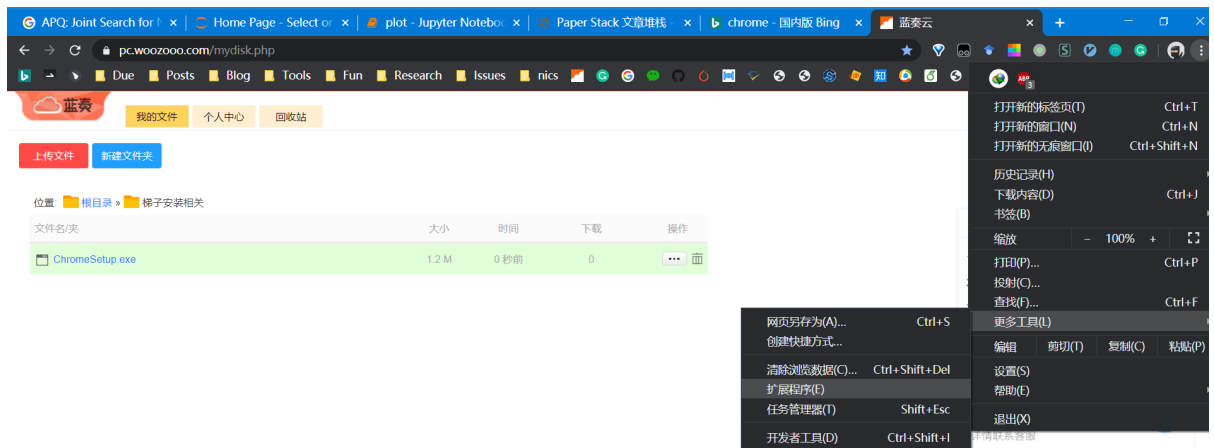 APQ: Joint Search for N
Home Page - Select or
plot - Jupyter Notebook
Paper Stack 文章堆栈 -
chrome - 国内版 Bing
蓝奏云
pc.woozooo.com/mydisk.php
Due Posts Blog Tools Fun Research Issues nics
知
ABP
3
蓝奏
我的文件 个人中心 回收站
上传文件 新建文件夹
位置: 根目录 » 梯子安装相关
文件名/夹 大小 时间 下载 操作
ChromeSetup.exe 1.2 M 0 秒前 0
打开新的标签页(T) Ctrl+T
打开新的窗口(N) Ctrl+N
打开新的无痕窗口(I) Ctrl+Shift+N
历史记录(H)
下载内容(D) Ctrl+J
书签(B)
缩放 - 100% +
打印(P)... Ctrl+P
投射(C)...
查找(F)... Ctrl+F
更多工具(L)
编辑 剪切(T) 复制(C) 粘贴(P)
设置(S)
帮助(E)
退出(X)
网页另存为(A)... Ctrl+S
创建快捷方式...
清除浏览数据(C)... Ctrl+Shift+Del
扩展程序(E)
任务管理器(T) Shift+Esc
开发者工具(D) Ctrl+Shift+I
详情联系客服